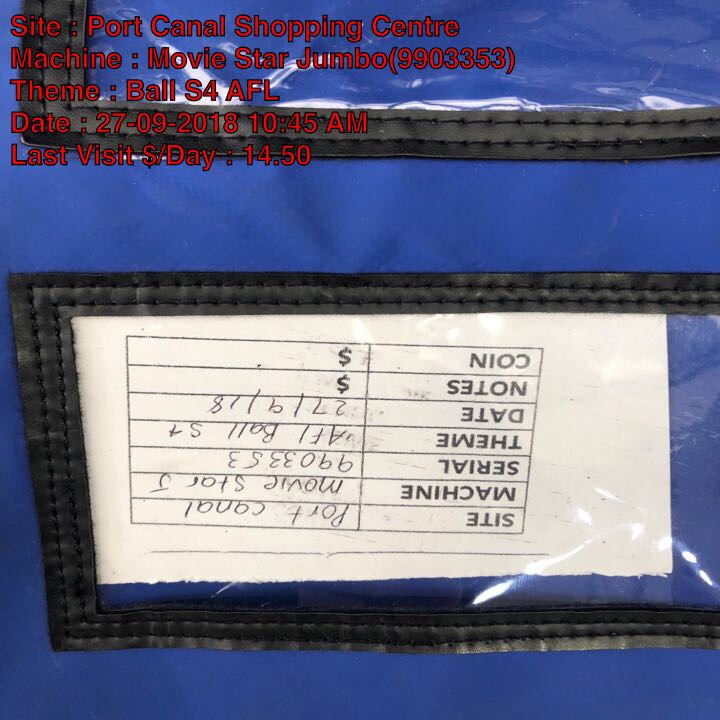 Site : Port Canal Shopping Centre
Machine : Movie Star Jumbo(9903353)
Theme : Ball S4 AFL
Date : 27-09-2018 10:45 AM
Last Visit $/Day : 14.50
SITE Port canal
MACHINE movie star J
SERIAL 9903353
THEME Afl Ball S4
DATE 27/9/18
NOTES $
COIN $